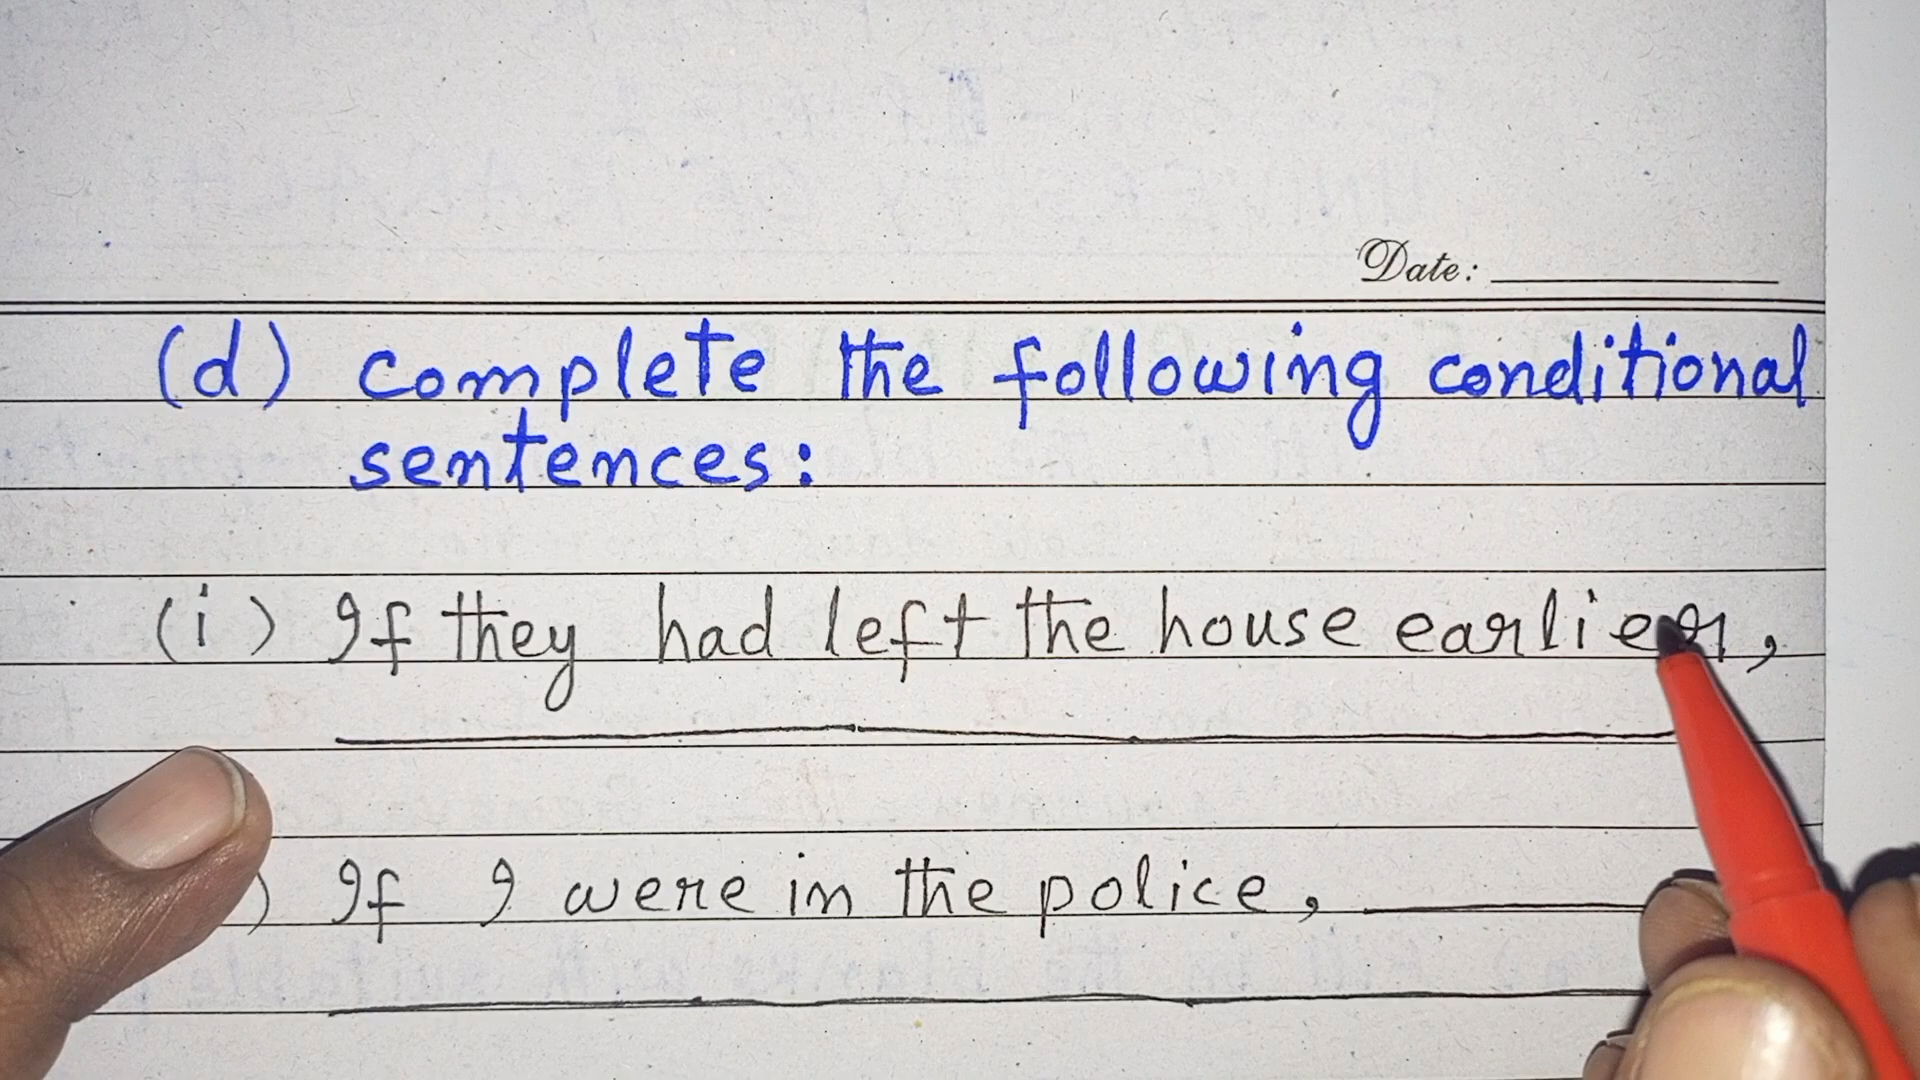 Date:
(d) complete the following conditional
sentences:
(i) If they had left the house earlier,
) If I were in the police,